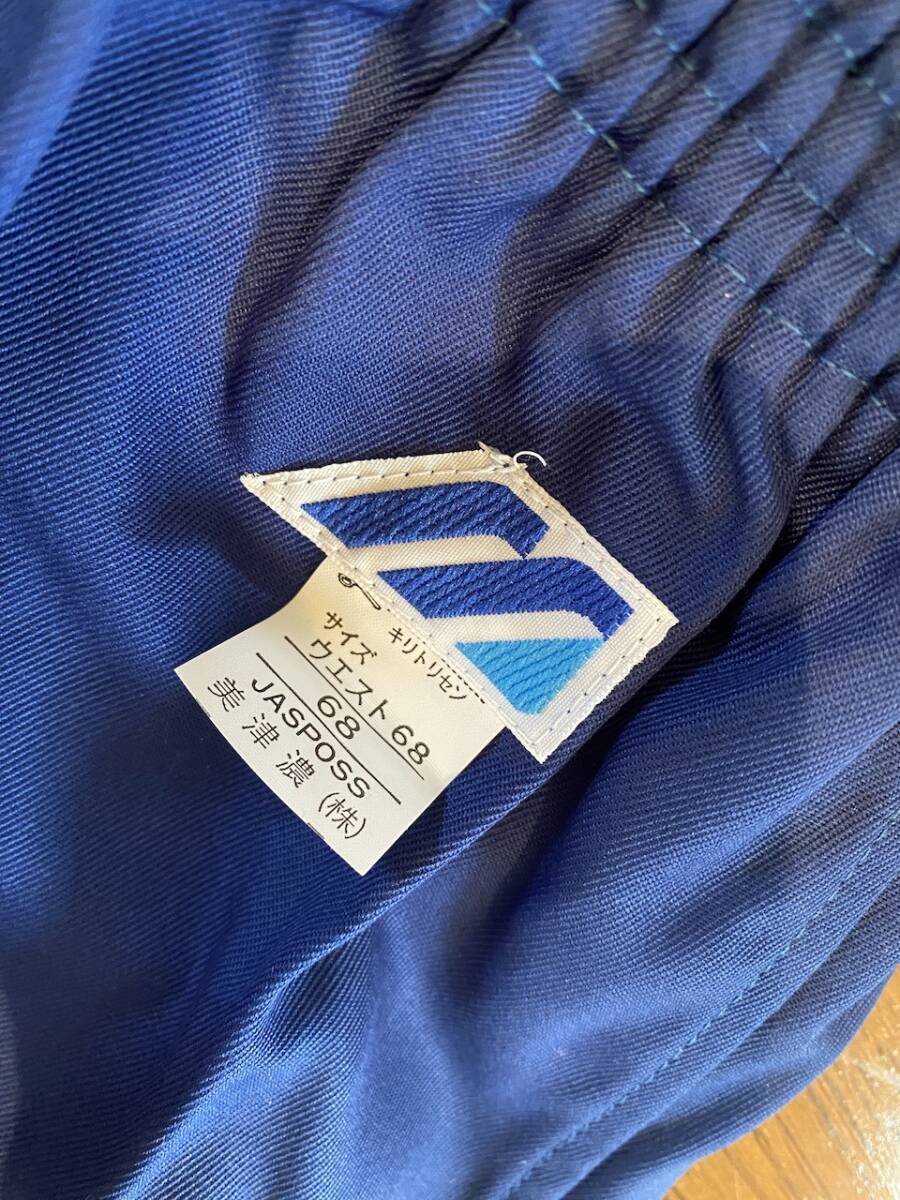 キリトリセン
サイズ
ウエスト68
68
JASPOSS
美津濃(株)